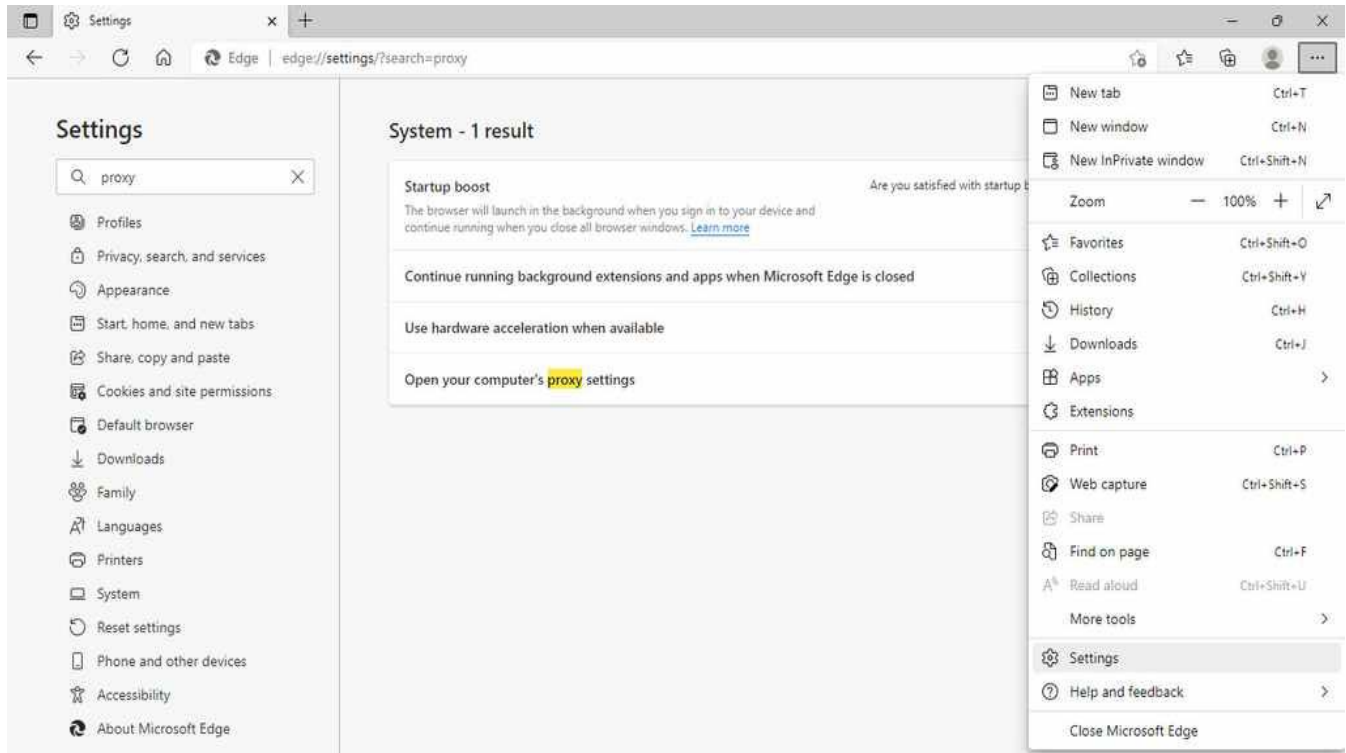 Settings
Edge | edge://settings/?search=proxy
Settings
proxy
Profiles
Privacy, search, and services
Appearance
Start, home, and new tabs
Share, copy and paste
Cookies and site permissions
Default browser
Downloads
Family
Languages
Printers
System
Reset settings
Phone and other devices
Accessibility
About Microsoft Edge
System - 1 result
Startup boost
Are you satisfied with startup b
The browser will launch in the background when you sign in to your device and
continue running when you close all browser windows. Learn more
Continue running background extensions and apps when Microsoft Edge is closed
Use hardware acceleration when available
Open your computer's proxy settings
New tab Ctrl+T
New window Ctrl+N
New InPrivate window Ctrl+Shift+N
Zoom — 100% +
Favorites Ctrl+Shift+O
Collections Ctrl+Shift+Y
History Ctrl+H
Downloads Ctrl+J
Apps
Extensions
Print Ctrl+P
Web capture Ctrl+Shift+S
Share
Find on page Ctrl+F
Read aloud Ctrl+Shift+U
More tools
Settings
Help and feedback
Close Microsoft Edge